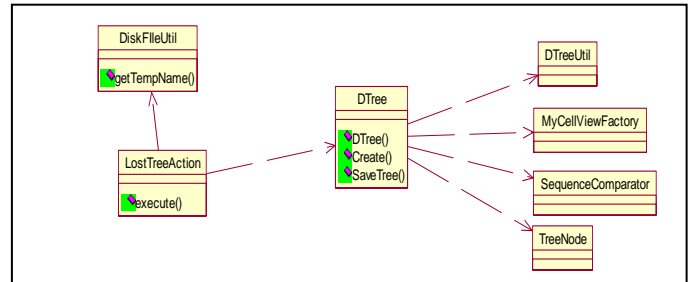 DiskFIleUtil
getTempName()
LostTreeAction
execute()
DTree
DTree()
Create()
SaveTree()
DTreeUtil
MyCellViewFactory
SequenceComparator
TreeNode